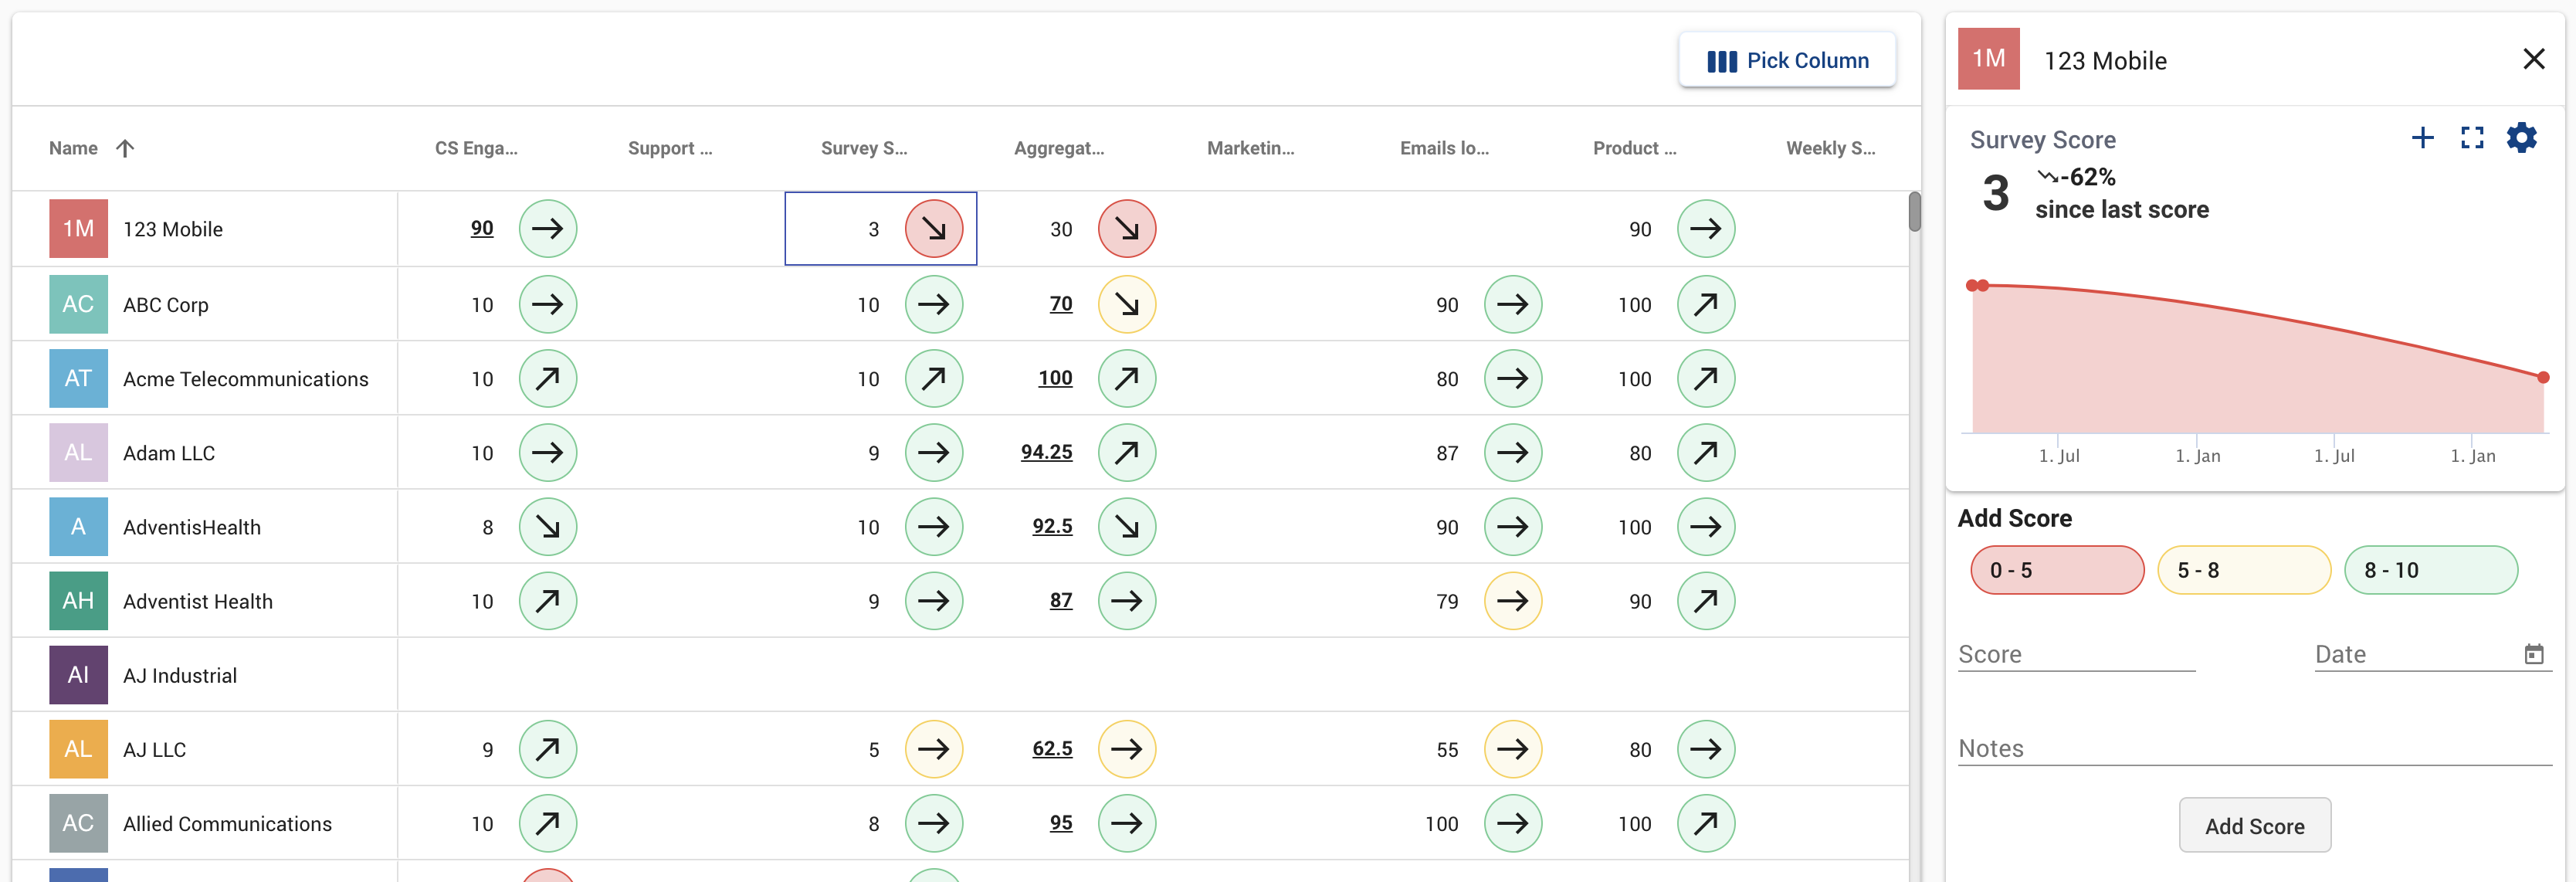 Pick Column
Name CS Enga... Support ... Survey S... Aggregat... Marketin... Emails lo... Product ... Weekly S...
1M 123 Mobile 90 3 30 90
AC ABC Corp 10 10 70 90 100
AT Acme Telecommunications 10 10 100 80 100
AL Adam LLC 10 9 94.25 87 80
A AdventisHealth 8 10 92.5 90 100
AH Adventist Health 10 9 87 79 90
AI AJ Industrial
AL AJ LLC 9 5 62.5 55 80
AC Allied Communications 10 8 95 100 100
1M 123 Mobile
Survey Score
3 -62%
since last score
1. Jul 1. Jan 1. Jul 1. Jan
Add Score
0 - 5 5 - 8 8 - 10
Score Date
Notes
Add Score